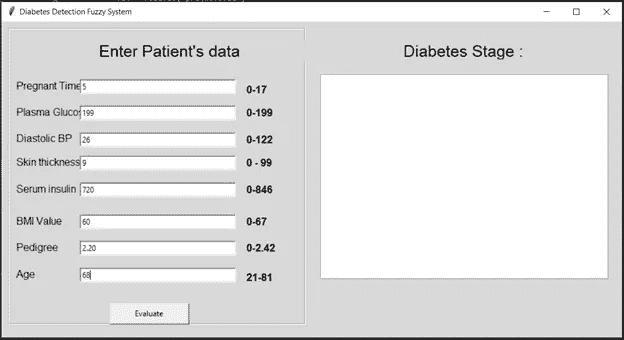 Diabetes Detection Fuzzy System
Enter Patient's data
Diabetes Stage :
Pregnant Time 5 0-17
Plasma Glucos 199 0-199
Diastolic BP 26 0-122
Skin thickness 9 0 - 99
Serum insulin 720 0-846
BMI Value 60 0-67
Pedigree 2.20 0-2.42
Age 68 21-81
Evaluate